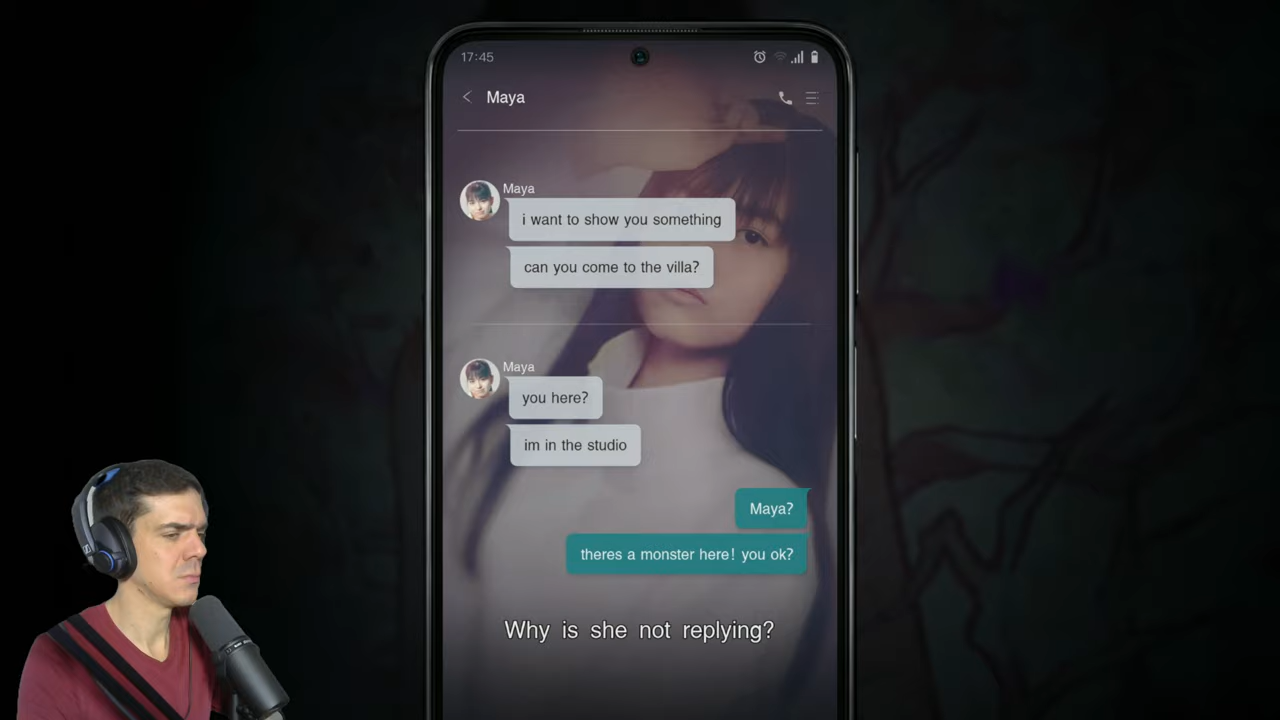 17:45
Maya
Maya
i want to show you something
can you come to the villa?
Maya
you here?
im in the studio
Maya?
theres a monster here! you ok?
Why is she not replying?